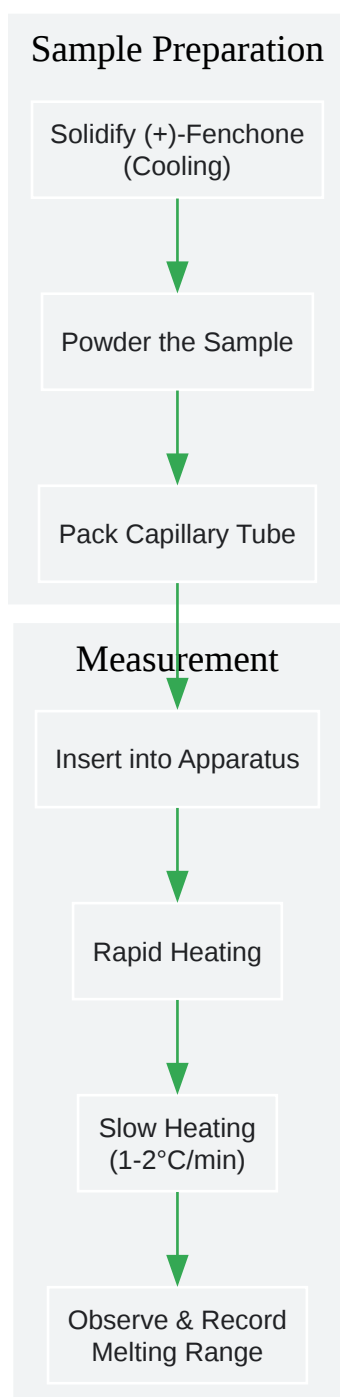 Sample Preparation
Solidify (+)-Fenchone
(Cooling)
Powder the Sample
Pack Capillary Tube
Measurement
Insert into Apparatus
Rapid Heating
Slow Heating
(1-2°C/min)
Observe & Record
Melting Range